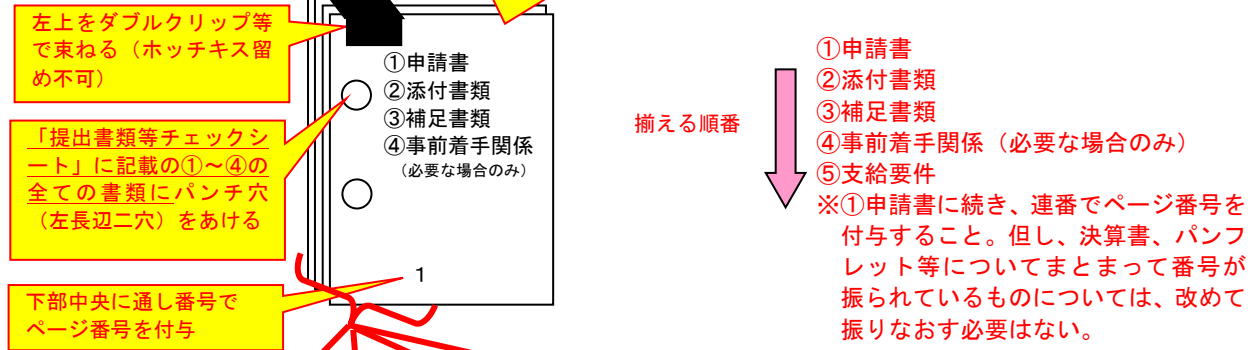 左上をダブルクリップ等
で束ねる（ホッチキス留
め不可）
「提出書類等チェックシ
ート」に記載の①～④の
全ての書類にパンチ穴
（左長辺二穴）をあける
下部中央に通し番号で
ページ番号を付与
①申請書
②添付書類
③補足書類
④事前着手関係
（必要な場合のみ）
1
揃える順番
①申請書
②添付書類
③補足書類
④事前着手関係（必要な場合のみ）
⑤支給要件
※①申請書に続き、連番でページ番号を
付与すること。但し、決算書、パンフ
レット等についてまとまって番号が
振られているものについては、改めて
振りなおす必要はない。